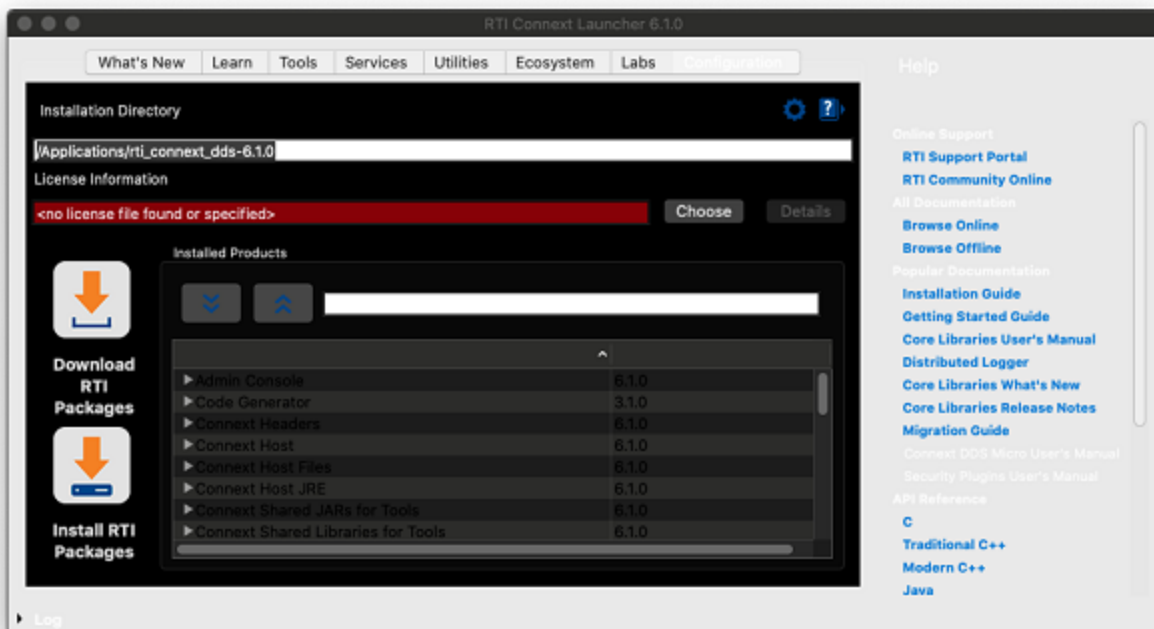 RTI Connext Launcher 6.1.0
What's New Learn Tools Services Utilities Ecosystem Labs Configuration
Help
Installation Directory
?
/Applications/rti_connext_dds-6.1.0
License Information
<no license file found or specified>
Choose Details
Installed Products
Download
RTI
Packages
Install RTI
Packages
Admin Console 6.1.0
Code Generator 3.1.0
Connext Headers 6.1.0
Connext Host 6.1.0
Connext Host Files 6.1.0
Connext Host JRE 6.1.0
Connext Shared JARs for Tools 6.1.0
Connext Shared Libraries for Tools 6.1.0
Online Support
RTI Support Portal
RTI Community Online
All Documentation
Browse Online
Browse Offline
Popular Documentation
Installation Guide
Getting Started Guide
Core Libraries User's Manual
Distributed Logger
Core Libraries What's New
Core Libraries Release Notes
Migration Guide
Connext DDS Micro User's Manual
Security Plugins User's Manual
API Reference
C
Traditional C++
Modern C++
Java
Log